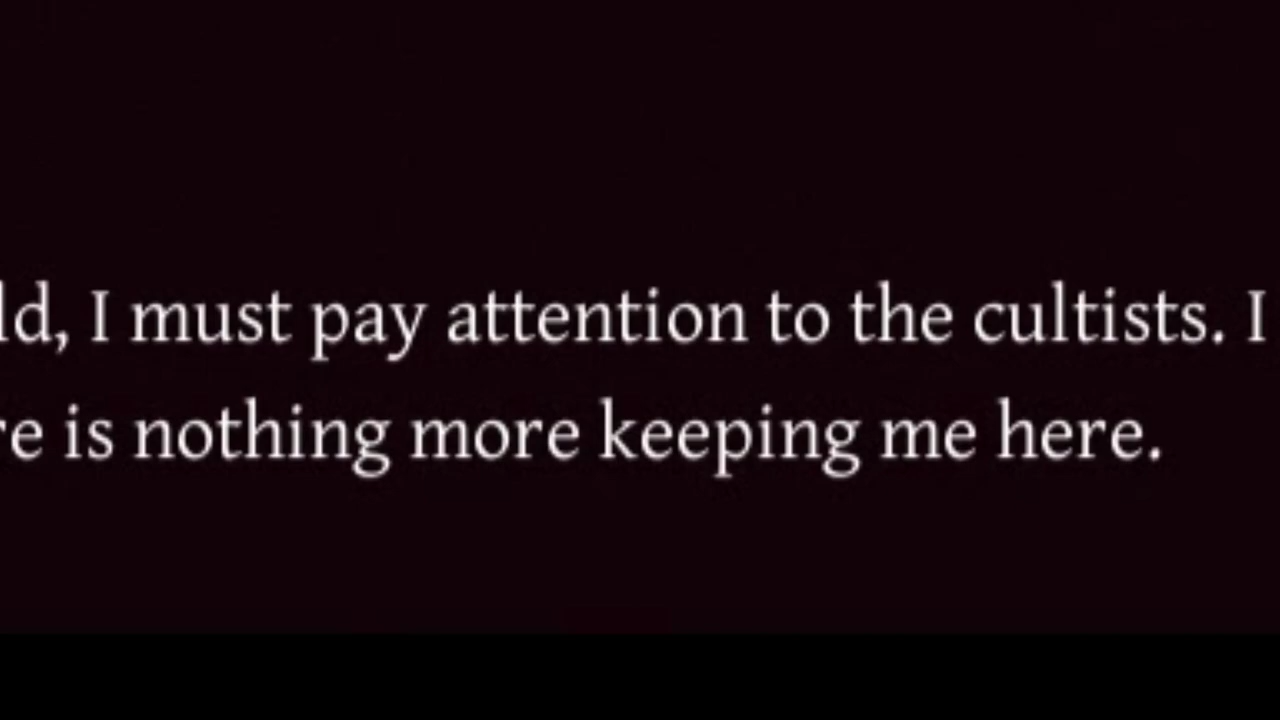 ld, I must pay attention to the cultists. I
re is nothing more keeping me here.